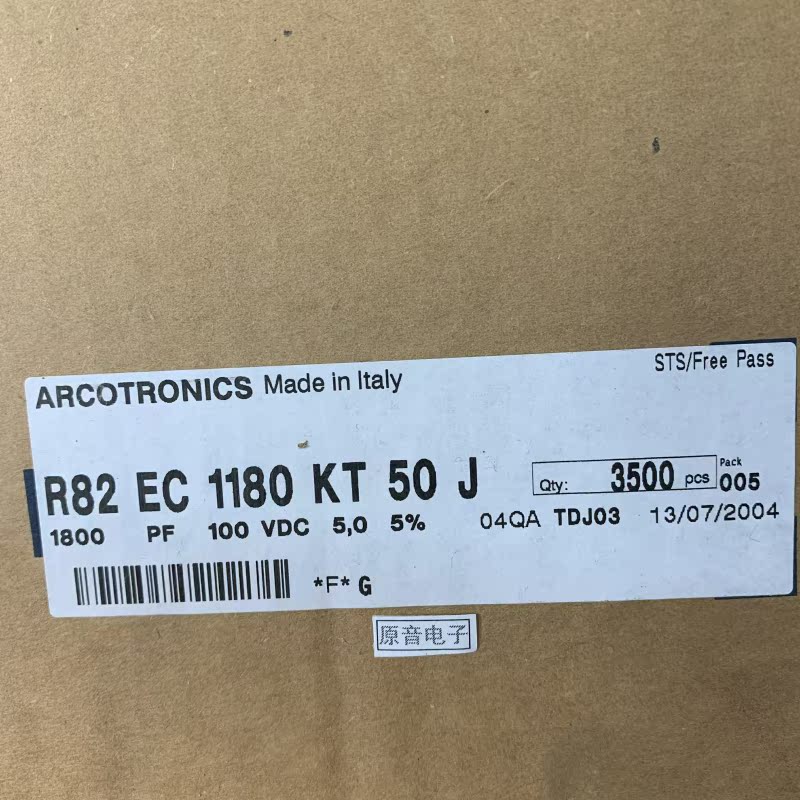 ARCOTRONICS Made in Italy
STS/Free Pass
R82 EC 1180 KT 50 J
Qty: 3500 pcs
Pack
005
1800 PF 100 VDC 5,0 5%
04QA TDJ03 13/07/2004
*F* G
原音电子